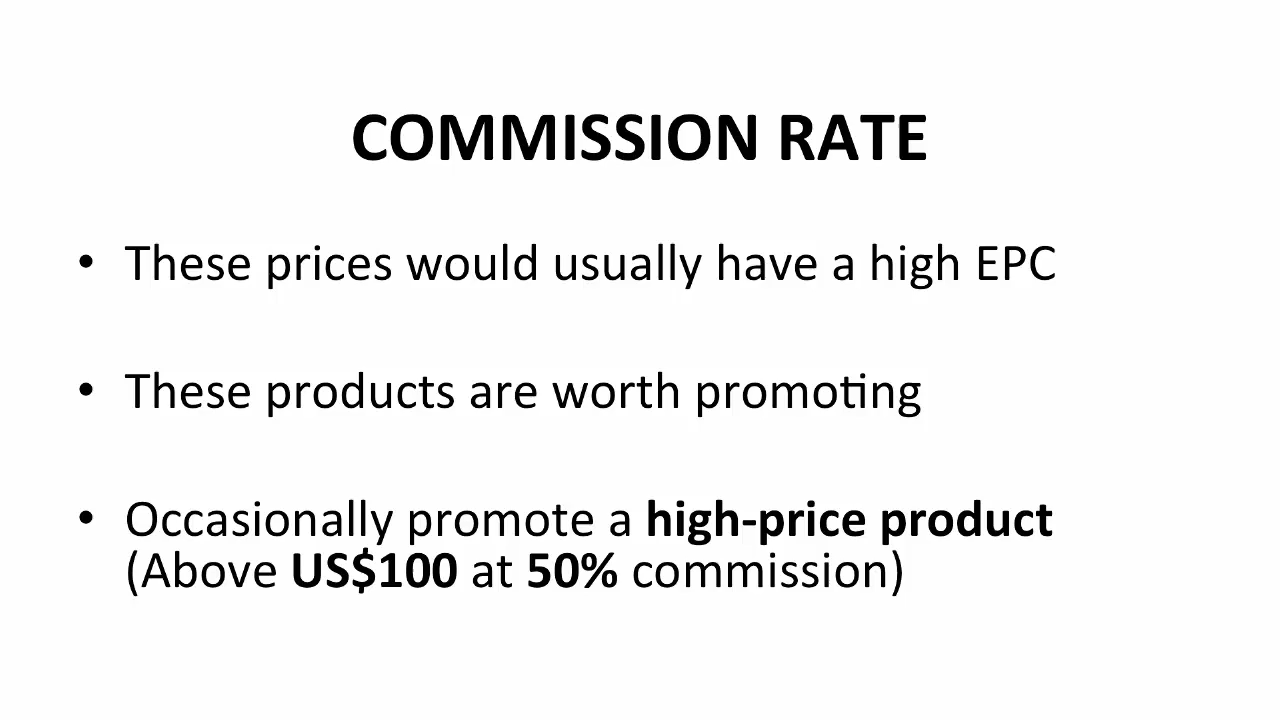 COMMISSION RATE
• These prices would usually have a high EPC
• These products are worth promoting
• Occasionally promote a high-price product
(Above US$100 at 50% commission)